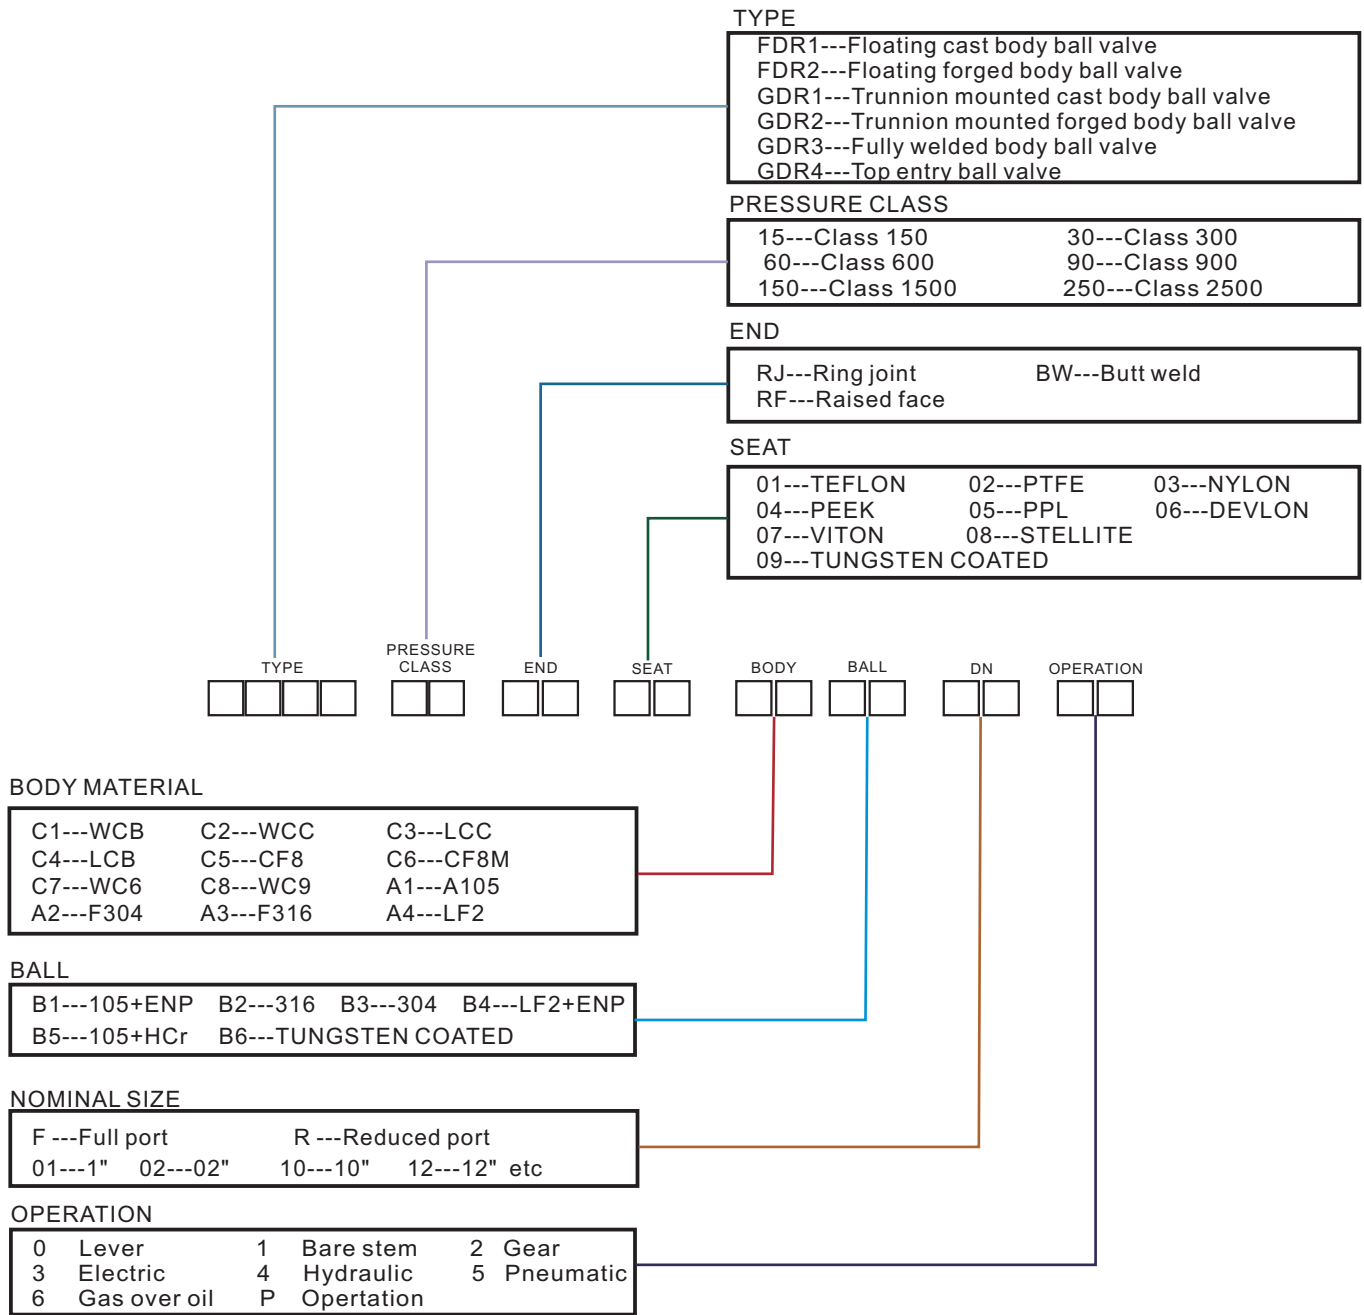 TYPE
FDR1---Floating cast body ball valve
FDR2---Floating forged body ball valve
GDR1---Trunnion mounted cast body ball valve
GDR2---Trunnion mounted forged body ball valve
GDR3---Fully welded body ball valve
GDR4---Top entry ball valve
PRESSURE CLASS
15---Class 150 30---Class 300
60---Class 600 90---Class 900
150---Class 1500 250---Class 2500
END
RJ---Ring joint BW---Butt weld
RF---Raised face
SEAT
01---TEFLON 02---PTFE 03---NYLON
04---PEEK 05---PPL 06---DEVLON
07---VITON 08---STELLITE
09---TUNGSTEN COATED
TYPE PRESSURE CLASS END SEAT BODY BALL DN OPERATION
BODY MATERIAL
C1---WCB C2---WCC C3---LCC
C4---LCB C5---CF8 C6---CF8M
C7---WC6 C8---WC9 A1---A105
A2---F304 A3---F316 A4---LF2
BALL
B1---105+ENP B2---316 B3---304 B4---LF2+ENP
B5---105+HCr B6---TUNGSTEN COATED
NOMINAL SIZE
F ---Full port R ---Reduced port
01---1" 02---02" 10---10" 12---12" etc
OPERATION
0 Lever 1 Bare stem 2 Gear
3 Electric 4 Hydraulic 5 Pneumatic
6 Gas over oil P Opertation